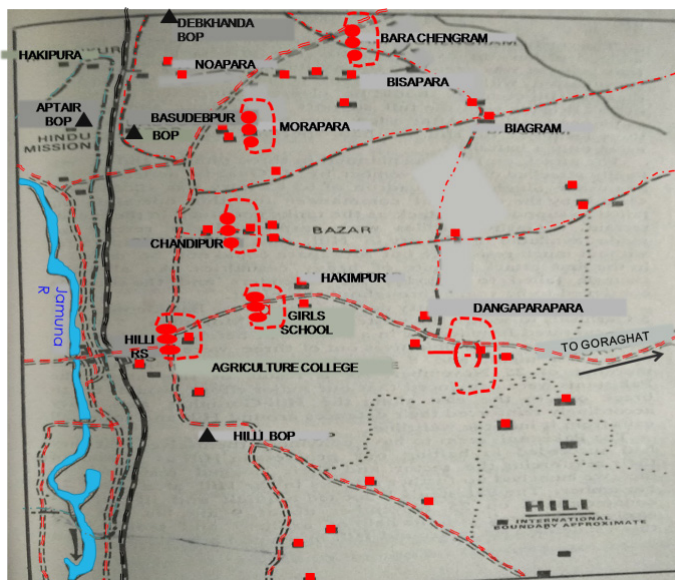 DEBKHANDA
BOP
BARA CHENGRAM
HAKIPURA
NOAPARA
BISAPARA
APTAIR
BOP
BASUDEBPUR
BOP
MORAPARA
BIAGRAM
HINDU
MISSION
CHANDIPUR
BAZAR
HAKIMPUR
Jamuna
R
GIRLS
SCHOOL
DANGAPARAPARA
HILLI
RS
(-)
TO GORAGHAT
AGRICULTURE COLLEGE
HILLI BOP
HILI
INTERNATIONAL
BOUNDARY APPROXIMATE